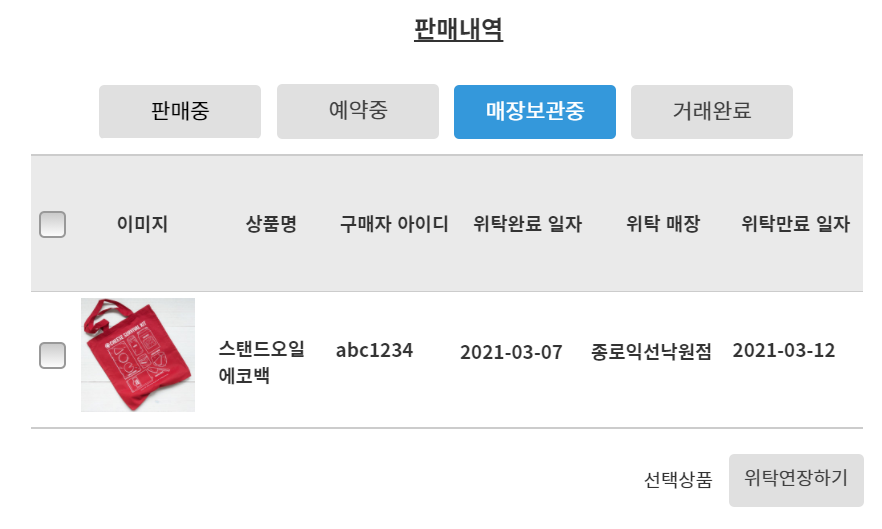 판매내역
판매중 예약중 매장보관중 거래완료
이미지 상품명 구매자 아이디 위탁완료 일자 위탁 매장 위탁만료 일자
스탠드오일 abc1234 2021-03-07 종로익선낙원점 2021-03-12
에코백
선택상품 위탁연장하기